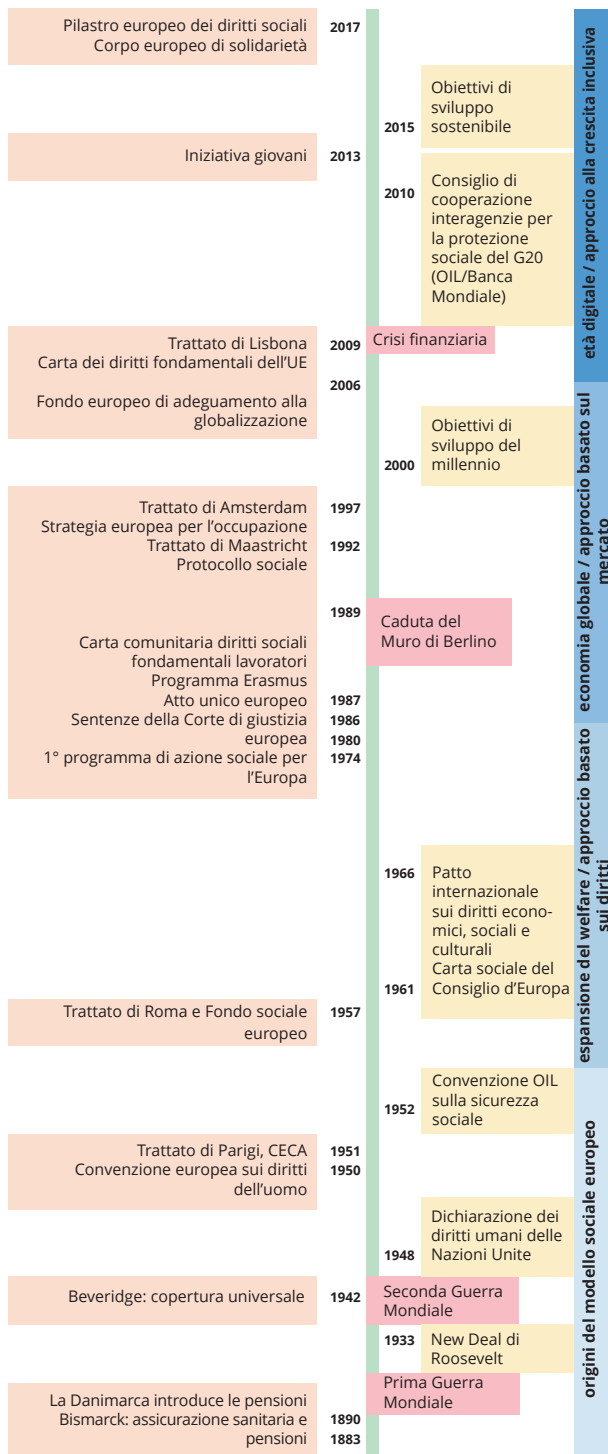 Pilastro europeo dei diritti sociali 2017
Corpo europeo di solidarietà
Obiettivi di
sviluppo
2015 sostenibile
Iniziativa giovani 2013
2010 Consiglio di
cooperazione
interagenzie per
la protezione
sociale del G20
(OIL/Banca
Mondiale)
età digitale / approccio alla crescita inclusiva
Trattato di Lisbona 2009 Crisi finanziaria
Carta dei diritti fondamentali dell'UE
2006
Fondo europeo di adeguamento alla
globalizzazione
Obiettivi di
sviluppo del
2000 millennio
Trattato di Amsterdam 1997
Strategia europea per l'occupazione
Trattato di Maastricht 1992
Protocollo sociale
economia globale / approccio basato sul
mercato
1989 Caduta del
Muro di Berlino
Carta comunitaria diritti sociali
fondamentali lavoratori
Programma Erasmus
Atto unico europeo 1987
Sentenze della Corte di giustizia 1986
europea 1980
1° programma di azione sociale per 1974
l'Europa
espansione del welfare / approccio basato
sui diritti
1966 Patto
internazionale
sui diritti econo-
mici, sociali e
culturali
Carta sociale del
1961 Consiglio d'Europa
Trattato di Roma e Fondo sociale 1957
europeo
Convenzione OIL
sulla sicurezza
1952 sociale
Trattato di Parigi, CECA 1951
Convenzione europea sui diritti 1950
dell'uomo
origini del modello sociale europeo
Dichiarazione dei
diritti umani delle
1948 Nazioni Unite
Beveridge: copertura universale 1942 Seconda Guerra
Mondiale
1933 New Deal di
Roosevelt
Prima Guerra
Mondiale
La Danimarca introduce le pensioni
Bismarck: assicurazione sanitaria e 1890
pensioni 1883